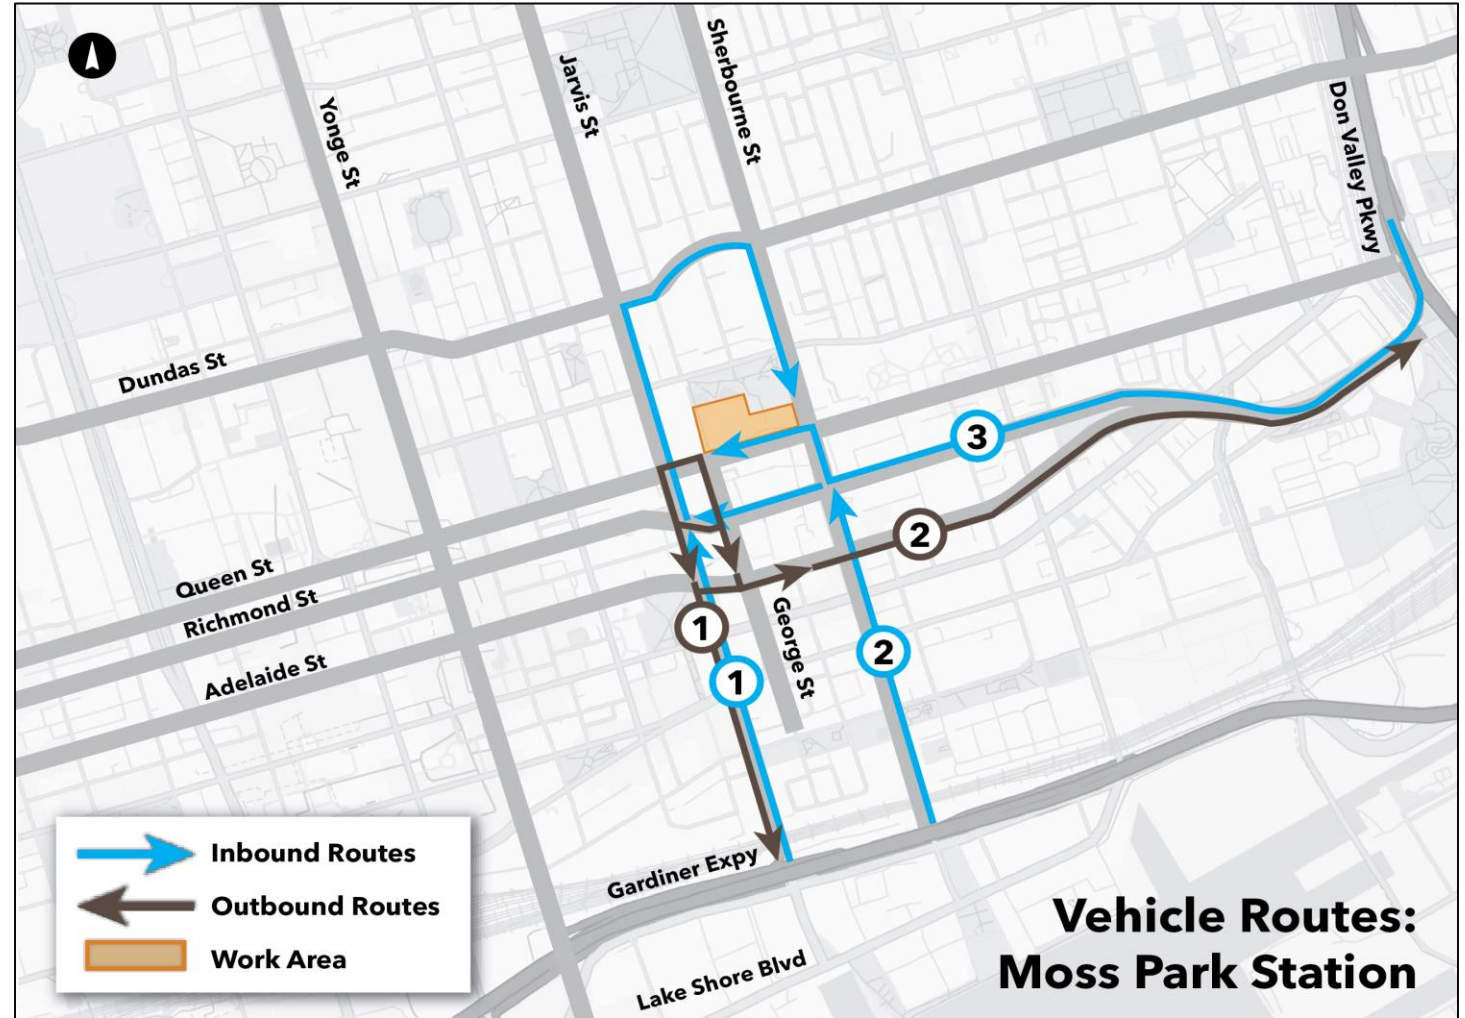 Sherbourne St
Jarvis St
Yonge St
Don Valley Pkwy
Dundas St
3
2
Queen St
Richmond St
George St
1
2
1
Adelaide St
Inbound Routes
Outbound Routes
Work Area
Gardiner Expy
Lake Shore Blvd
Vehicle Routes:
Moss Park Station